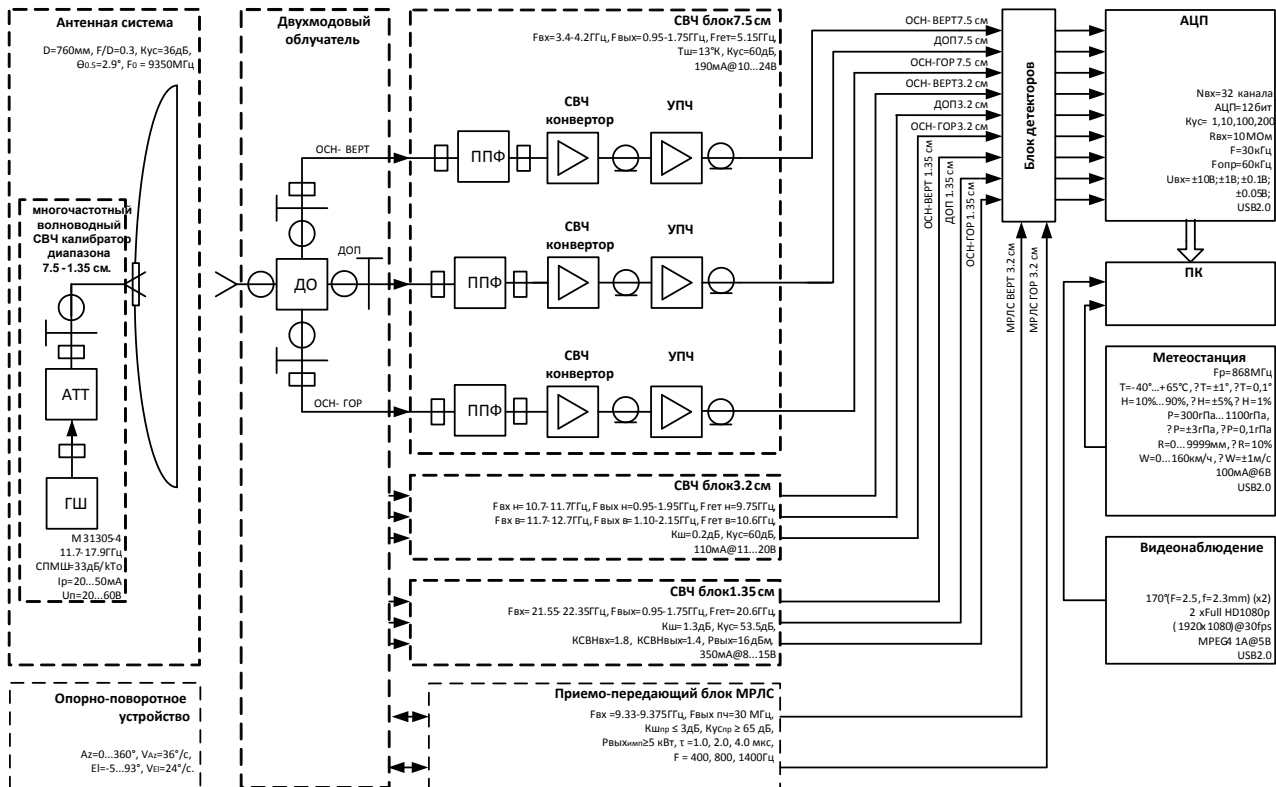 Антенная система
D=760мм, F/D=0.3, Кус=36дБ,
Θ0.5=2.9°, F0 = 9350МГц
многочастотный
волноводный
СВЧ калибратор
диапазона
7.5-1.35 см.
АТТ
ГШ
М31305-4
11.7-17.9ГГц
СПМШ=33дБ/kTo
Iр=20...50мА
Uп=20...60В
Опорно-поворотное
устройство
Az=0...360°, VAz=36°/с,
El=-5...93°, VEl=24°/с.
Двухмодовый
облучатель
ОСН- ВЕРТ
ДОП
ДО
ОСН- ГОР
СВЧ блок7.5 см
Fвх=3.4-4.2ГГц, Fвых=0.95-1.75ГГц, Fгет=5.15ГГц,
Тш=13°К, Кус=60дБ,
190мА@10...24В
СВЧ
конвертор
УПЧ
ППФ
СВЧ
конвертор
УПЧ
ППФ
СВЧ
конвертор
УПЧ
ППФ
СВЧ блок3.2 см
Fвх н=10.7-11.7ГГц, Fвых н=0.95-1.95ГГц, Fгет н=9.75ГГц,
Fвх в=11.7-12.7ГГц, Fвых в=1.10-2.15ГГц, Fгет в=10.6ГГц,
Кш=0.2дБ, Кус=60дБ,
110мА@11...20В
СВЧ блок1.35 см
Fвх=21.55-22.35ГГц, Fвых=0.95-1.75ГГц, Fгет=20.6ГГц,
Кш=1.3дБ, Кус=53.5дБ,
КСВНвх=1.8, КСВНвых=1.4, Рвых=16дБм,
350мА@8...15В
Приемо-передающий блок МРЛС
Fвх =9.33-9.375ГГц, Fвых пч=30 МГц,
Кшпр ≤ 3дБ, Куспр ≥ 65 дБ,
Рвыхимп≥5 кВт, τ =1.0, 2.0, 4.0 мкс,
F = 400, 800, 1400Гц
ОСН-ВЕРТ7.5 см
ДОП7.5 см
ОСН-ГОР 7.5 см
ОСН-ВЕРТ3.2 см
ДОП3.2 см
ОСН-ГОР3.2 см
ОСН-ВЕРТ 1.35 см
ДОП 1.35 см
ОСН-ГОР 1.35 см
МРЛС ВЕРТ 3.2 см
МРЛС ГОР 3.2 см
Блок детекторов
АЦП
Nвх=32 канала
АЦП=12бит
Кус= 1,10,100,200
Rвх=10МОм
F=30кГц
Fопр=60кГц
Uвх=±10В;±1В;±0.1В;
±0.05В;
USB2.0
ПК
Метеостанция
Fр=868МГц
Т=-40°...+65°С, ?Т=±1°, ?Т=0,1°
Н=10%...90%, ?Н=±5%,? Н=1%
Р=300гПа...1100гПа,
?Р=±3гПа, ?Р=0,1гПа
R=0...9999мм, ?R=10%
W=0...160км/ч, ?W=±1м/с
100мА@6В
USB2.0
Видеонаблюдение
170°(F=2.5, f=2.3mm) (x2)
2 xFull HD1080p
(1920x1080)@30fps
MPEG4 1А@5В
USB2.0